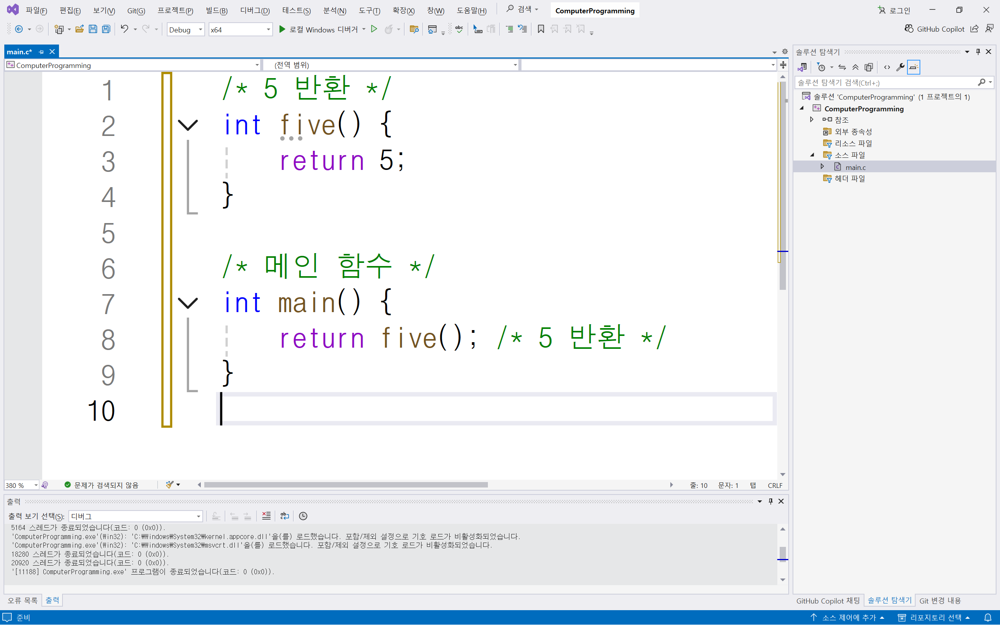 파일(F) 편집(E) 보기(V) Git(G) 프로젝트(P) 빌드(B) 디버그(D) 테스트(S) 분석(N) 도구(T) 확장(X) 창(W) 도움말(H) 검색 ComputerProgramming 로그인
Debug x64 로컬 Windows 디버거 GitHub Copilot
main.c*
ComputerProgramming (전역 범위)
1 /* 5 반환 */
2 int five() {
3 return 5;
4 }
5
6 /* 메인 함수 */
7 int main() {
8 return five(); /* 5 반환 */
9 }
10
380 % 문제가 검색되지 않음 줄: 10 문자: 1 탭 CRLF
출력
출력 보기 선택(S): 디버그
5164 스레드가 종료되었습니다(코드: 0 (0x0)).
'ComputerProgramming.exe'(Win32): 'C:₩Windows₩System32₩kernel.appcore.dll'을(를) 로드했습니다. 포함/제외 설정으로 기호 로드가 비활성화되었습니다.
'ComputerProgramming.exe'(Win32): 'C:₩Windows₩System32₩msvcrt.dll'을(를) 로드했습니다. 포함/제외 설정으로 기호 로드가 비활성화되었습니다.
18280 스레드가 종료되었습니다(코드: 0 (0x0)).
20920 스레드가 종료되었습니다(코드: 0 (0x0)).
'[11188] ComputerProgramming.exe' 프로그램이 종료되었습니다(코드: 0 (0x0)).
오류 목록 출력
솔루션 탐색기
솔루션 탐색기 검색(Ctrl+;)
솔루션 'ComputerProgramming' (1 프로젝트의 1)
ComputerProgramming
참조
외부 종속성
리소스 파일
소스 파일
main.c
헤더 파일
GitHub Copilot 채팅 솔루션 탐색기 Git 변경 내용
준비 소스 제어에 추가 리포지토리 선택